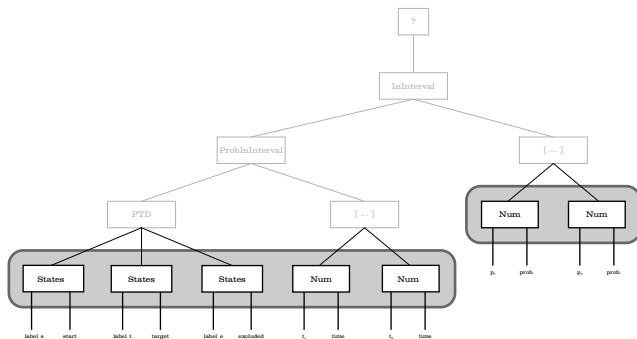 ?
InInterval
ProbInInterval
[ ... ]
PTD
[ ... ]
Num
Num
States
States
States
Num
Num
prob.
prob.
label s
start
label t
target
label e
excluded
time
time